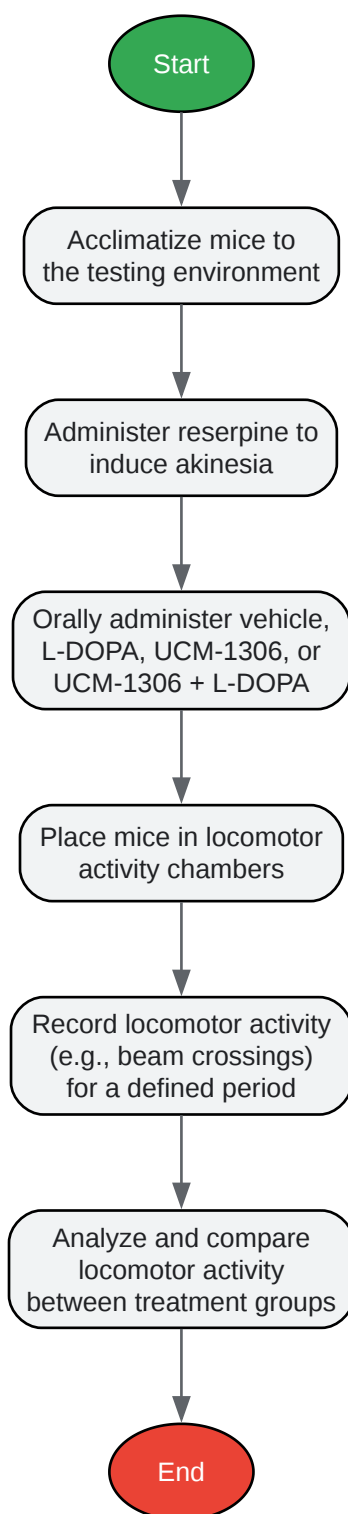 Start
Acclimatize mice to
the testing environment
Administer reserpine to
induce akinesia
Orally administer vehicle,
L-DOPA, UCM-1306, or
UCM-1306 + L-DOPA
Place mice in locomotor
activity chambers
Record locomotor activity
(e.g., beam crossings)
for a defined period
Analyze and compare
locomotor activity
between treatment groups
End